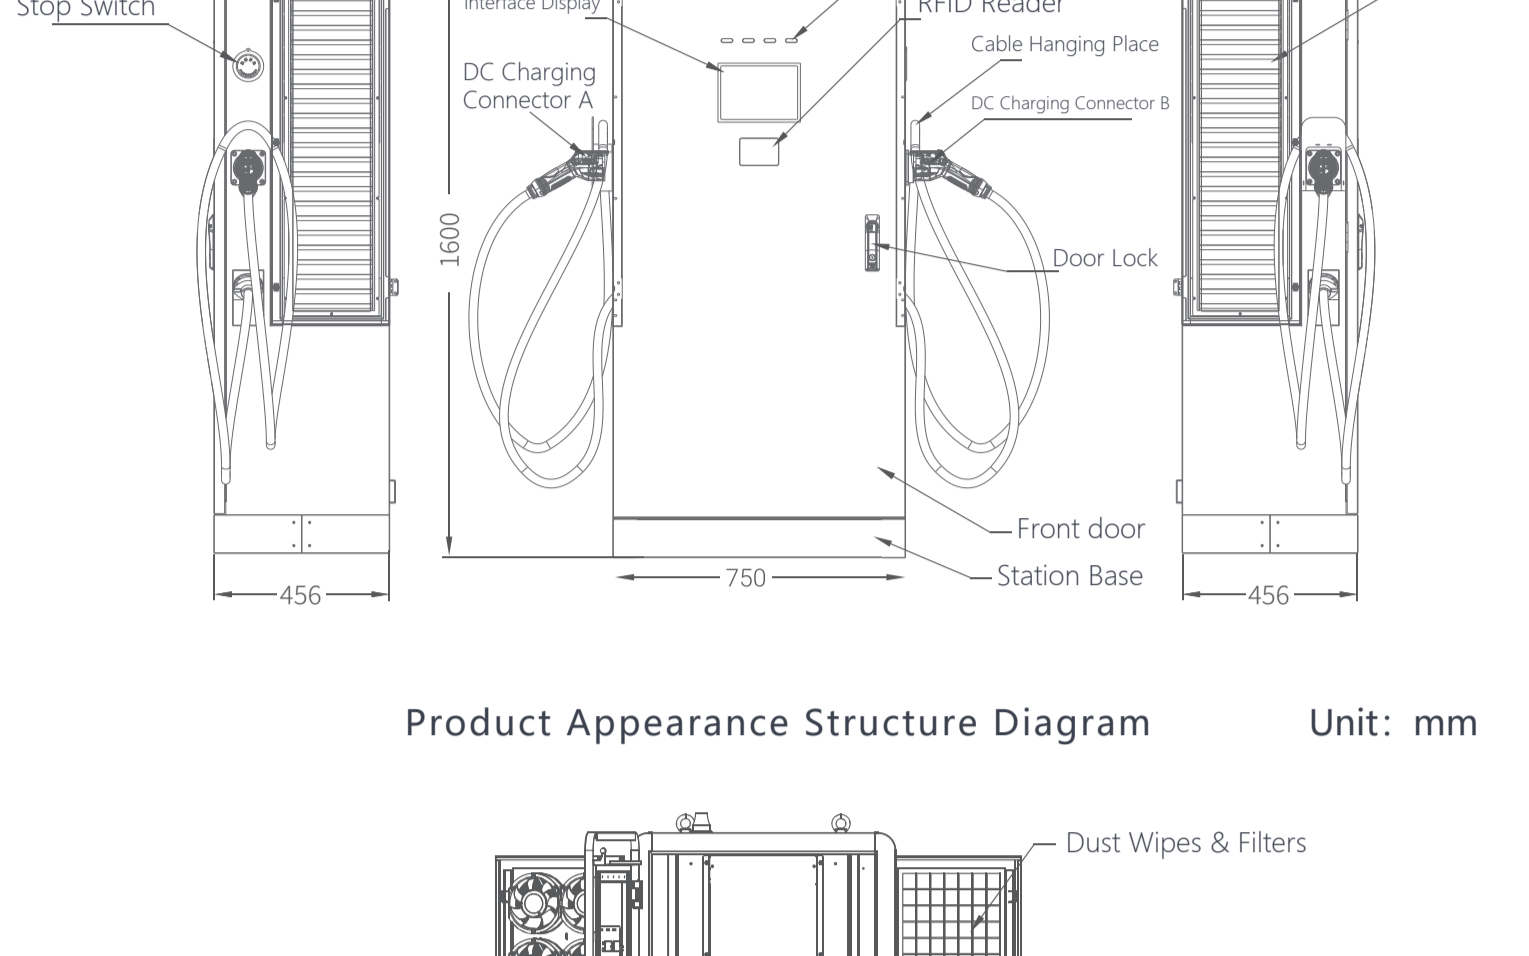 Stop Switch
Interface Display
RFID Reader
Cable Hanging Place
DC Charging
Connector A
DC Charging Connector B
1600
Door Lock
Front door
Station Base
456
750
456
Product Appearance Structure Diagram
Unit: mm
Dust Wipes & Filters